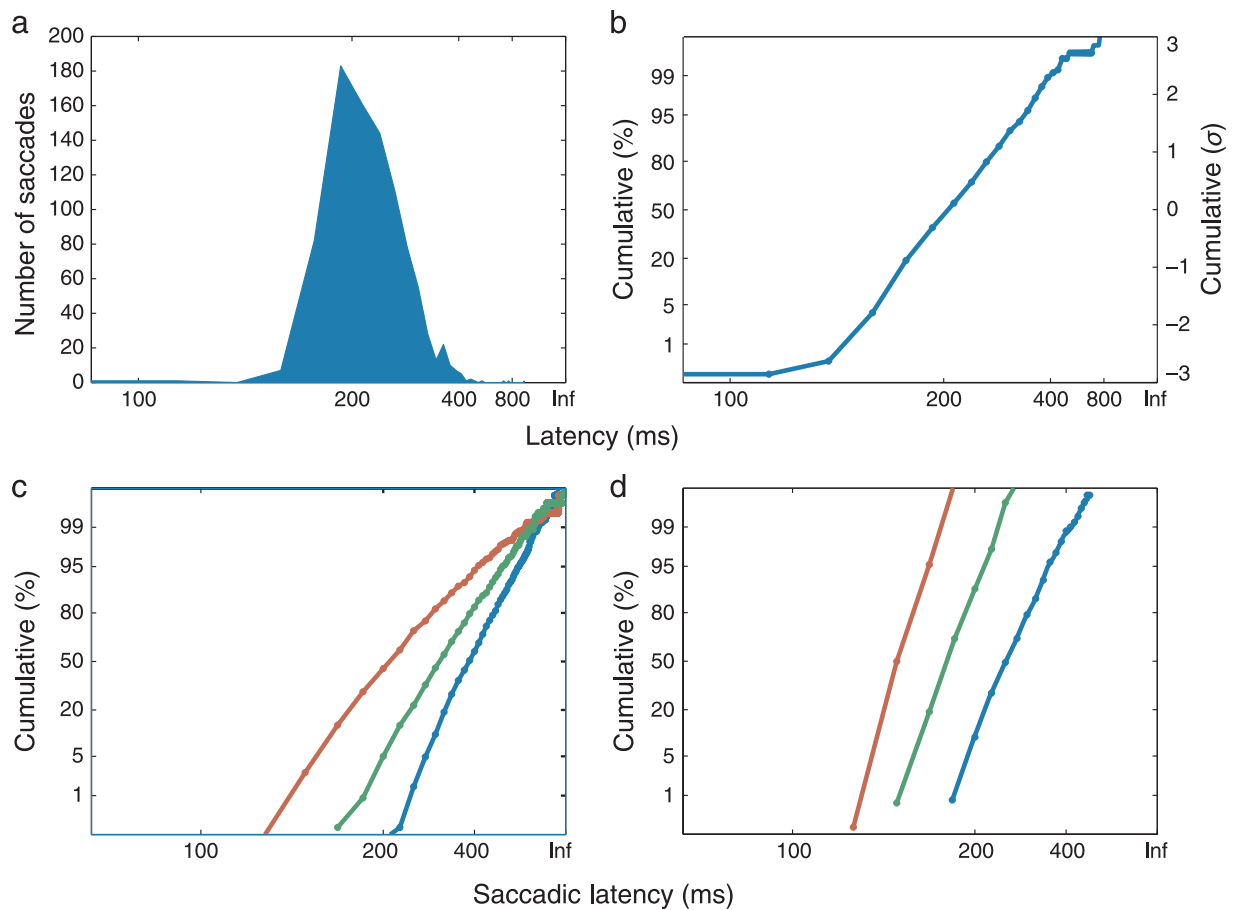 a
200
180
160
140
120
100
80
60
40
20
0
Number of saccades
100 200 400 800 Inf
b
99
95
80
50
20
5
1
Cumulative (%)
3
2
1
0
−1
−2
−3
Cumulative (σ)
100 200 400 800 Inf
Latency (ms)
c
99
95
80
50
20
5
1
Cumulative (%)
100 200 400 Inf
d
99
95
80
50
20
5
1
Cumulative (%)
100 200 400 Inf
Saccadic latency (ms)